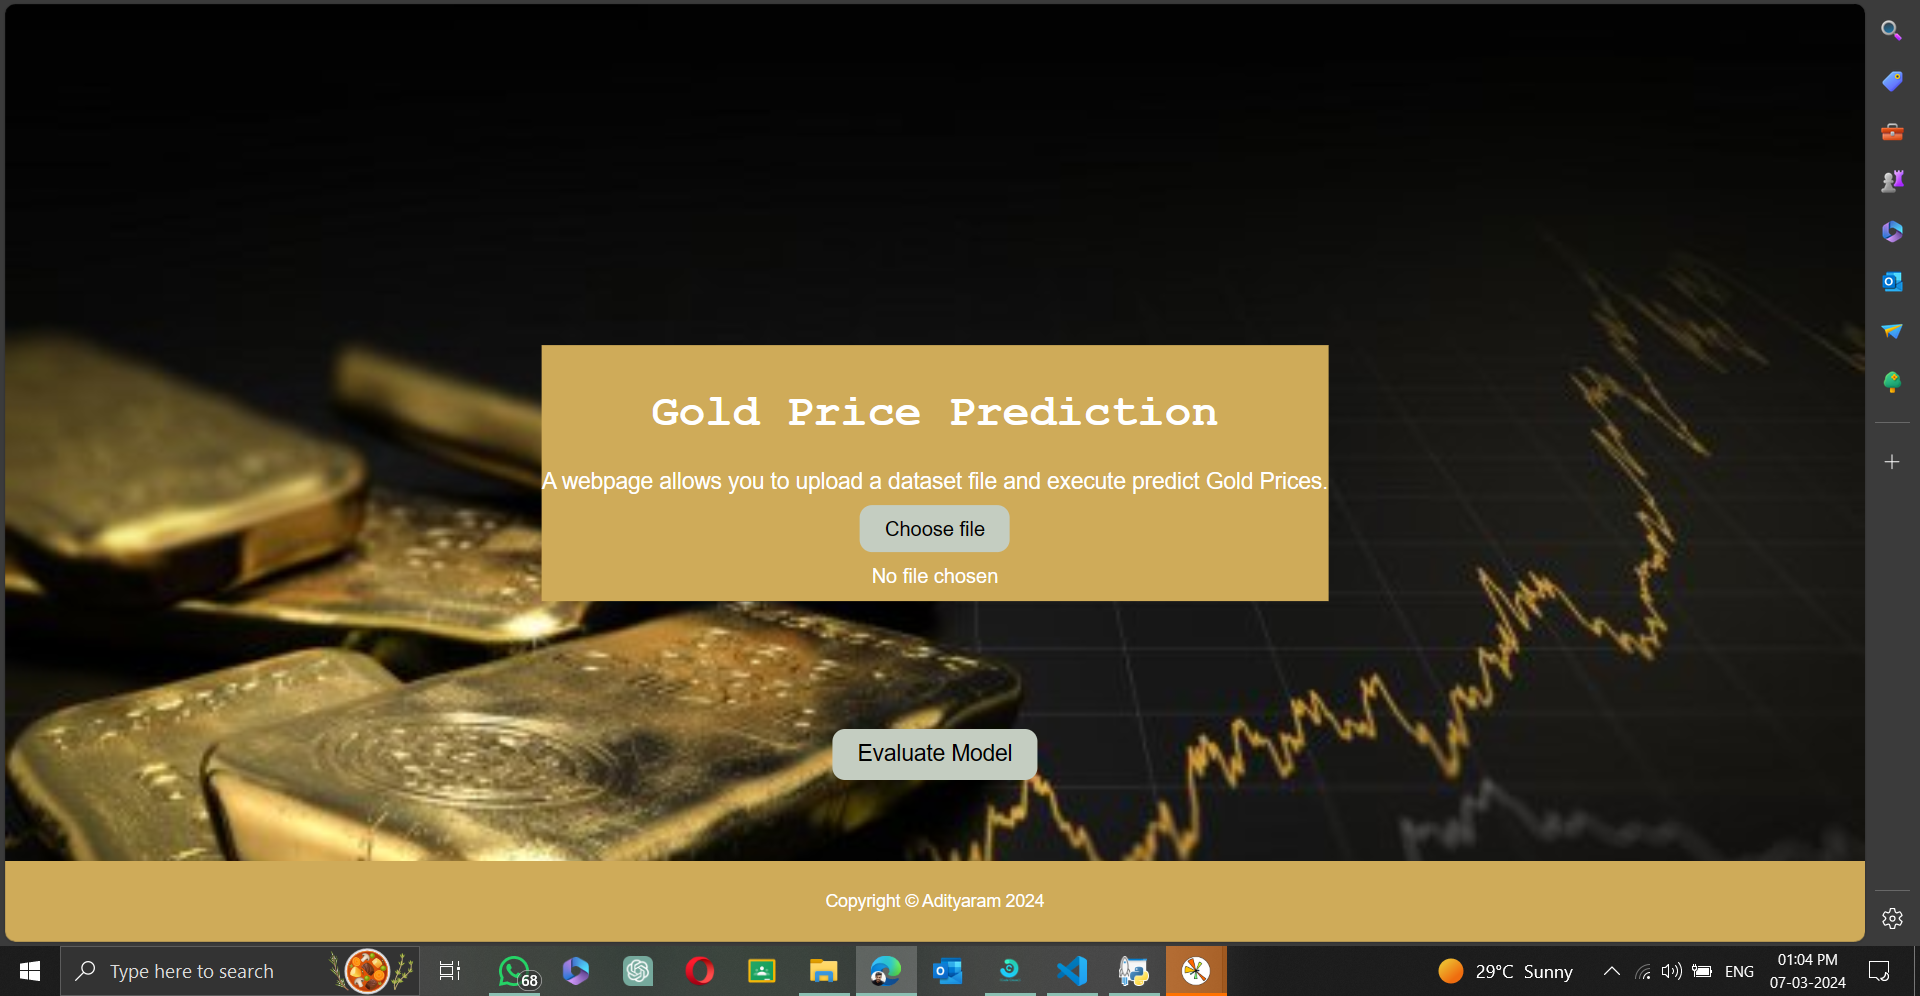 Gold Price Prediction
A webpage allows you to upload a dataset file and execute predict Gold Prices.
Choose file
No file chosen
Evaluate Model
Copyright © Adityaram 2024
Type here to search
68
29°C Sunny
ENG
01:04 PM
07-03-2024